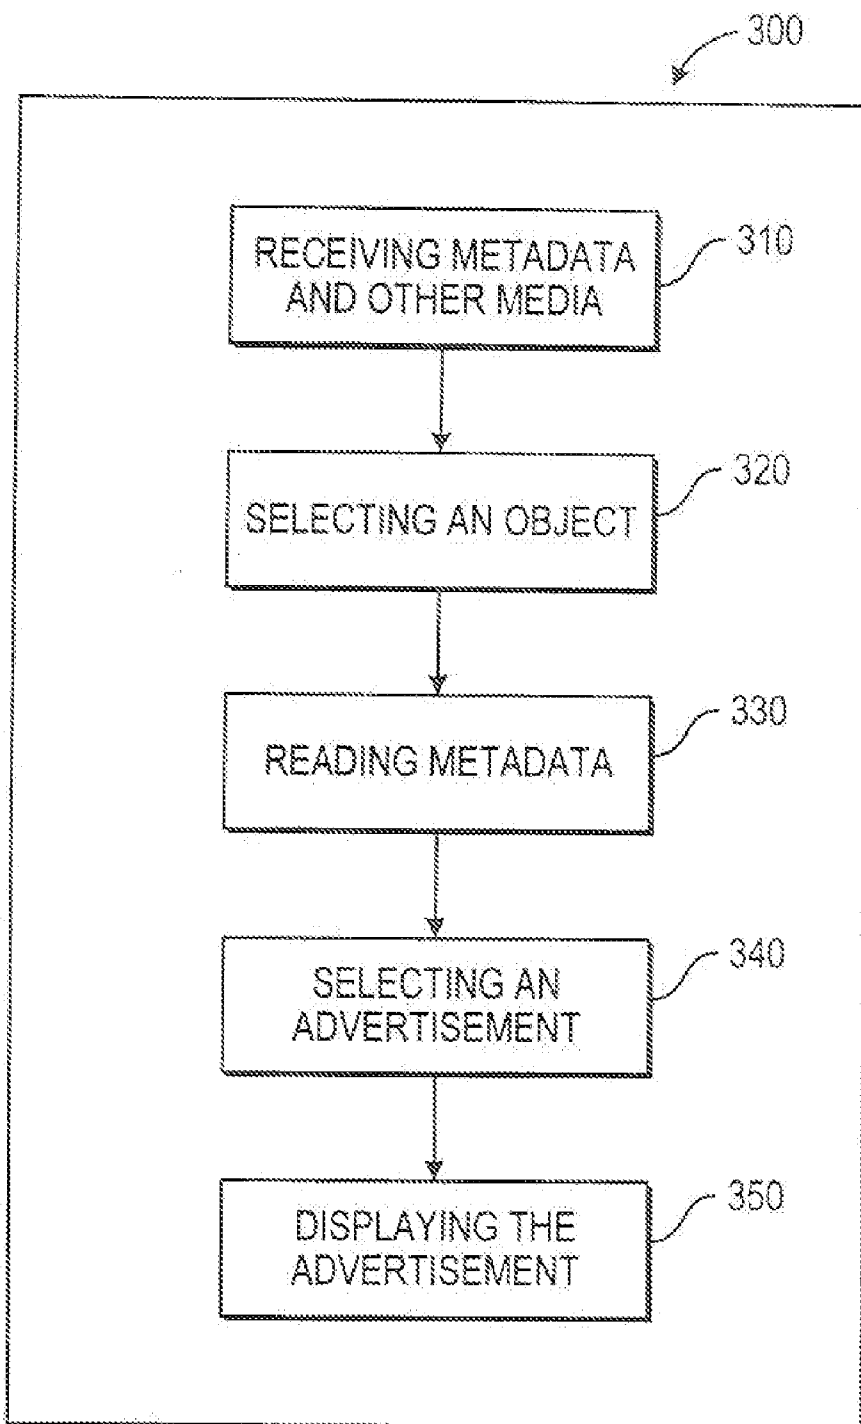 300
RECEIVING METADATA
AND OTHER MEDIA
310
SELECTING AN OBJECT
320
READING METADATA
330
SELECTING AN
ADVERTISEMENT
340
DISPLAYING THE
ADVERTISEMENT
350